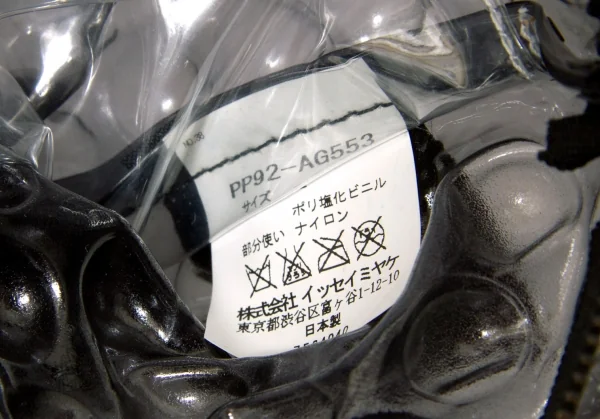 PP92-AG553
サイズ
ポリ塩化ビニル
部分使い ナイロン
株式会社 イッセイミヤケ
東京都渋谷区富ケ谷1-12-10
日本製